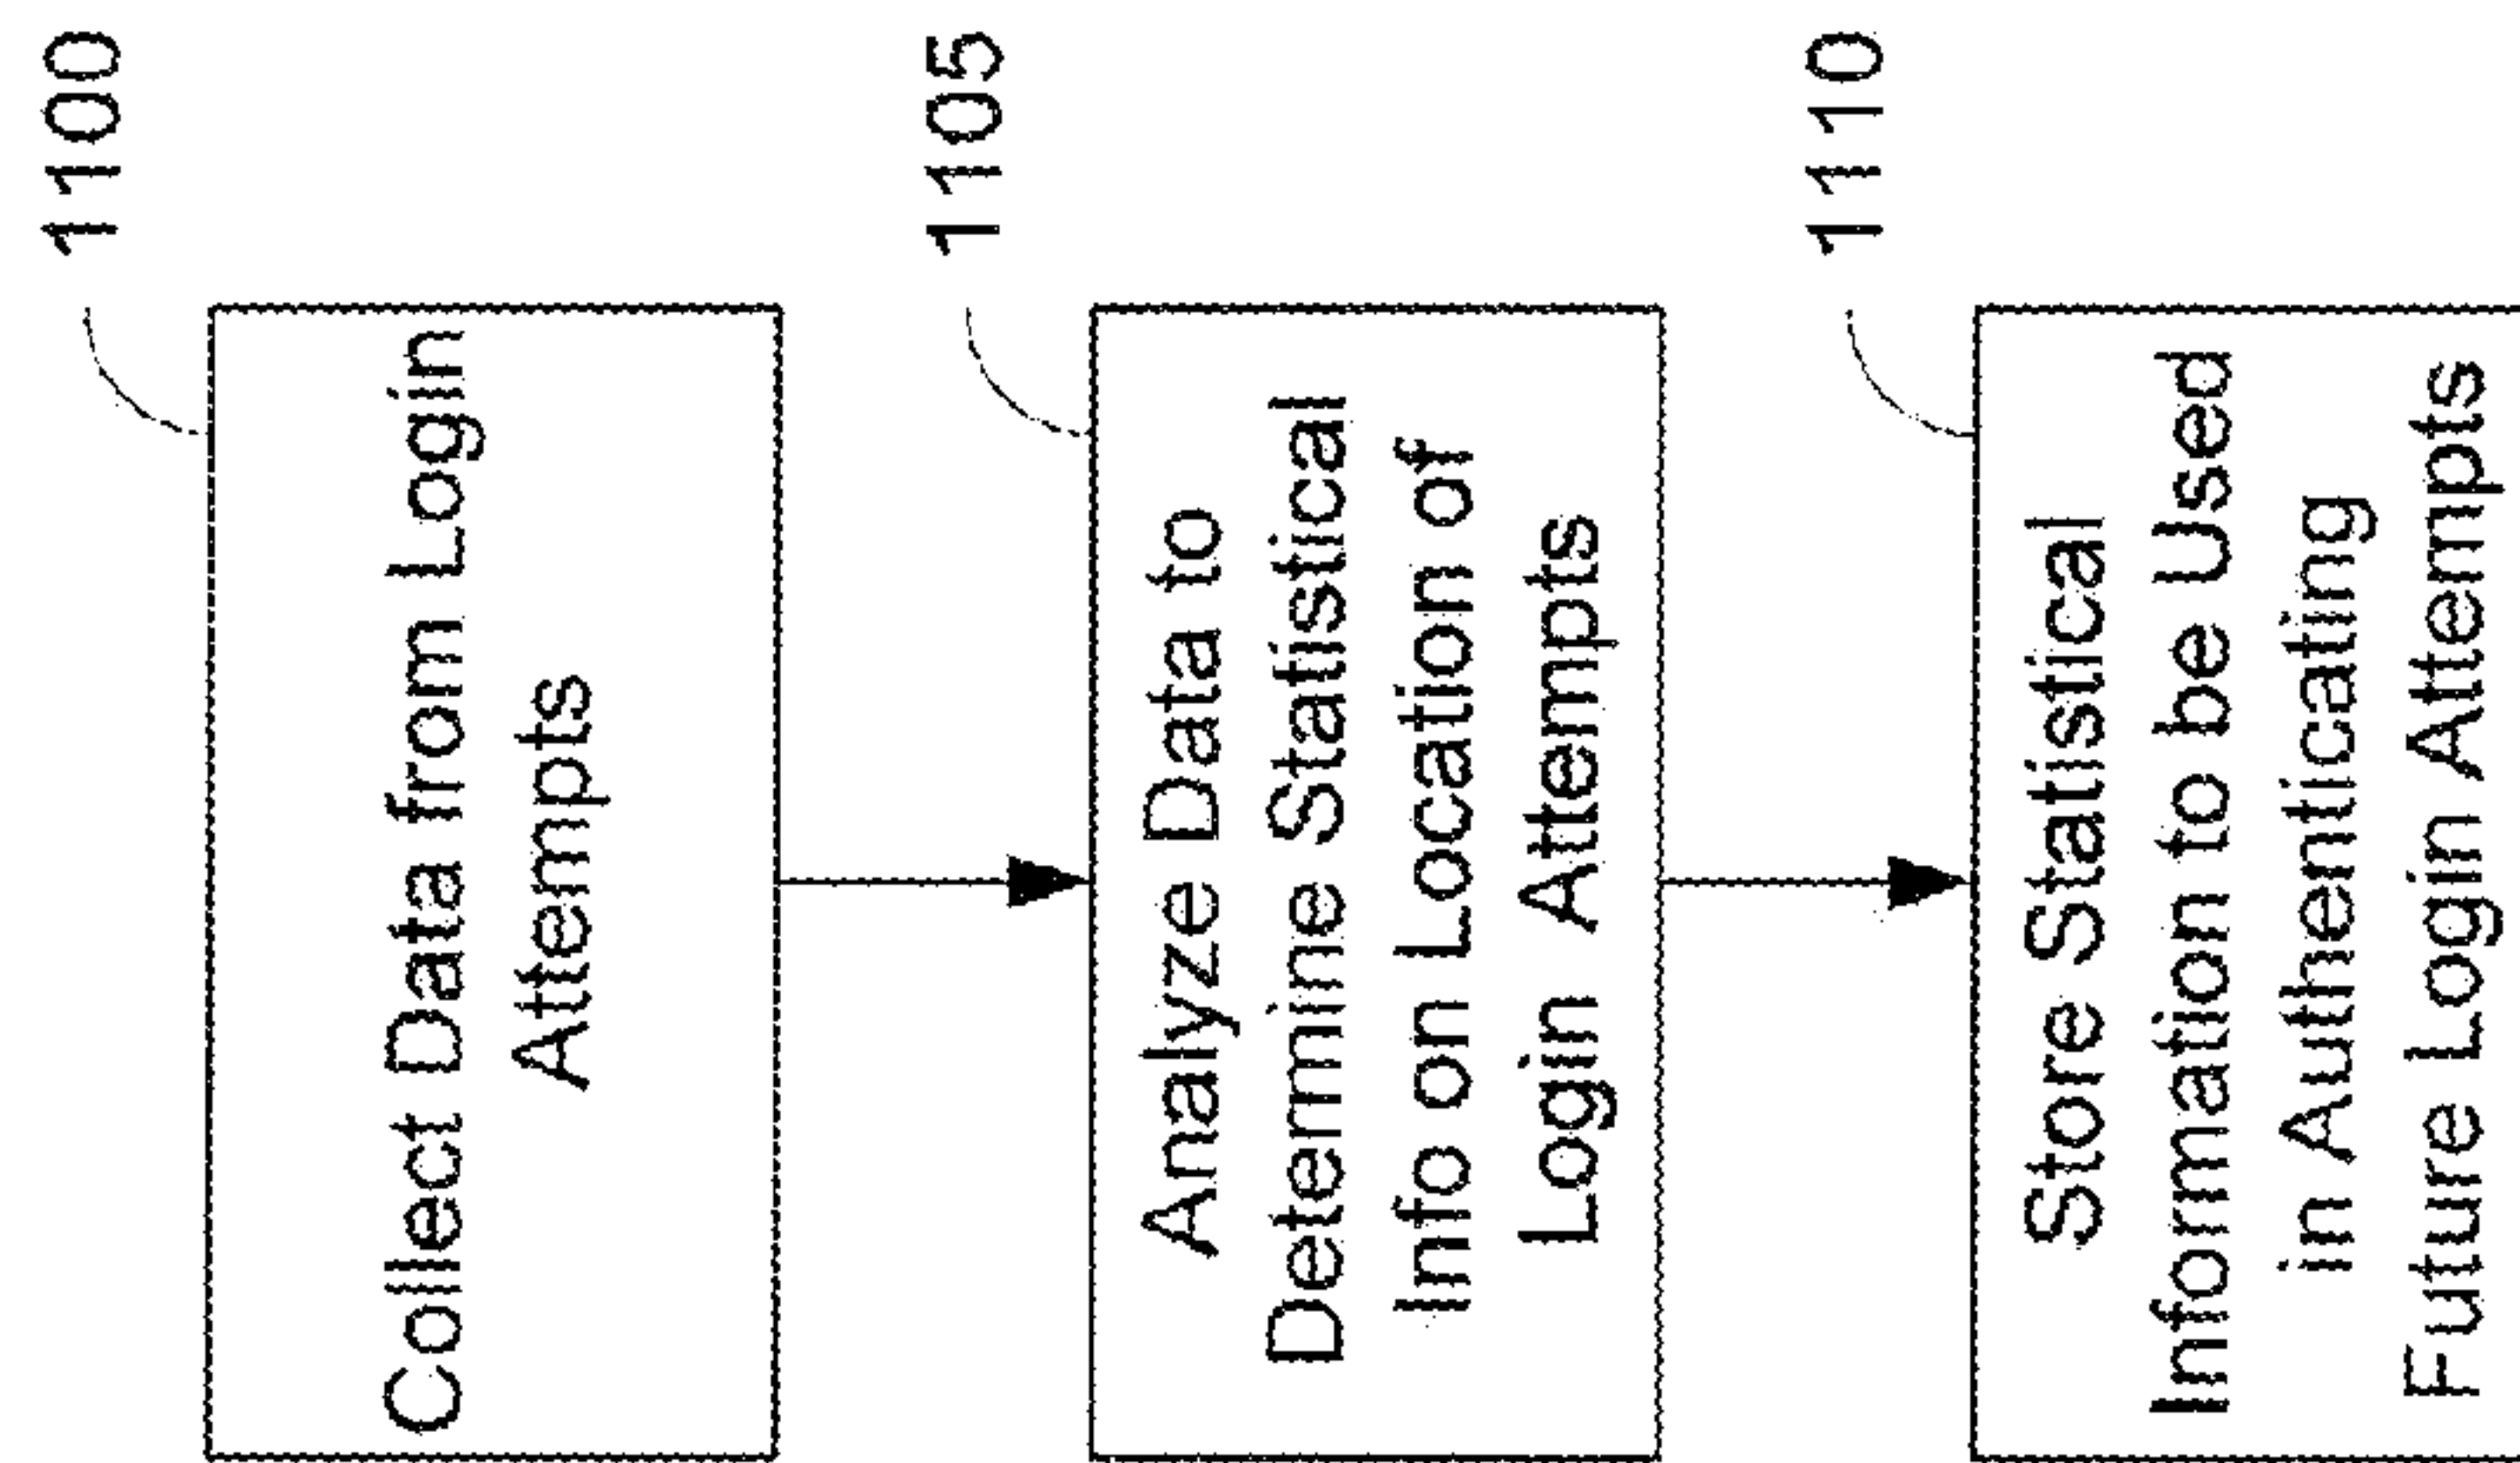 1100
Collect Data from Login
Attempts
1105
Analyze Data to
Determine Statistical
Info on Location of
Login Attempts
1110
Store Statistical
Information to be Used
in Authenticating
Future Login Attempts